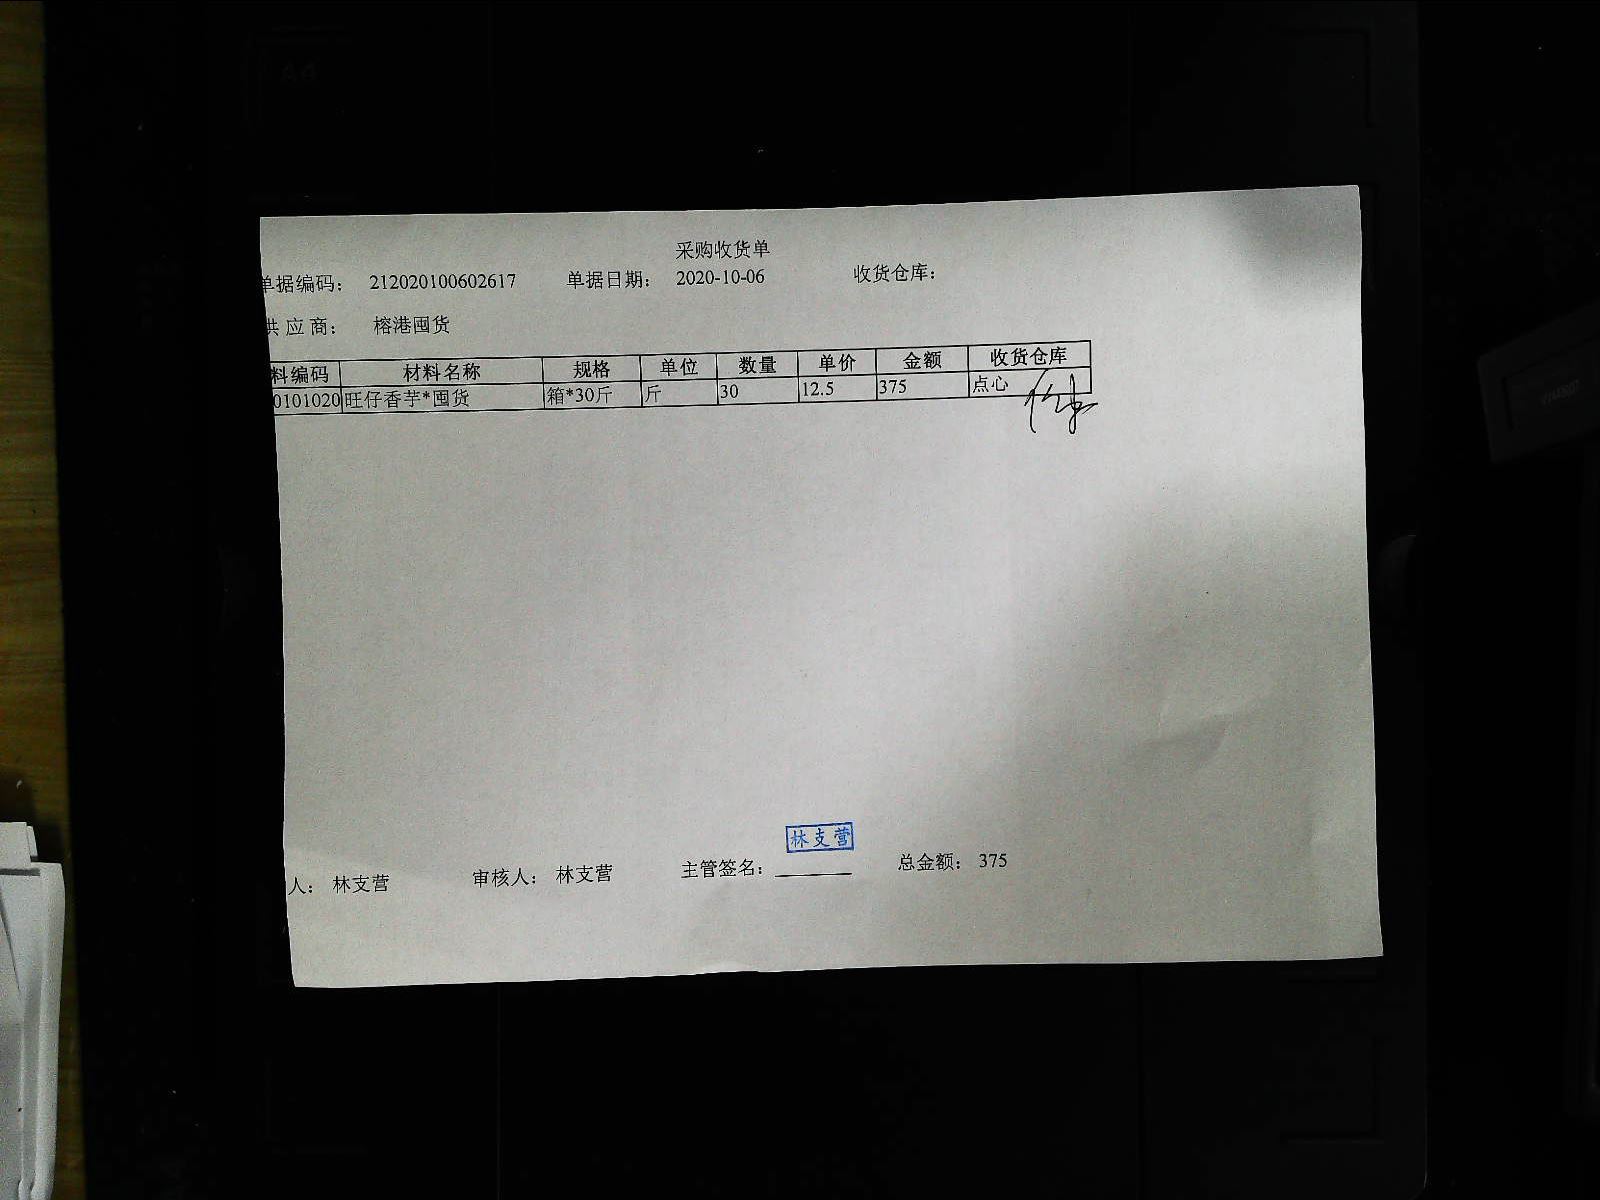 采购收货单
单据编码： 212020100602617 单据日期： 2020-10-06 收货仓库：
供 应 商： 榕港囤货
料编码 材料名称 规格 单位 数量 单价 金额 收货仓库
0101020 旺仔香芋*囤货 箱*30斤 斤 30 12.5 375 点心
林支营
人： 林支营 审核人： 林支营 主管签名： 总金额： 375
A4